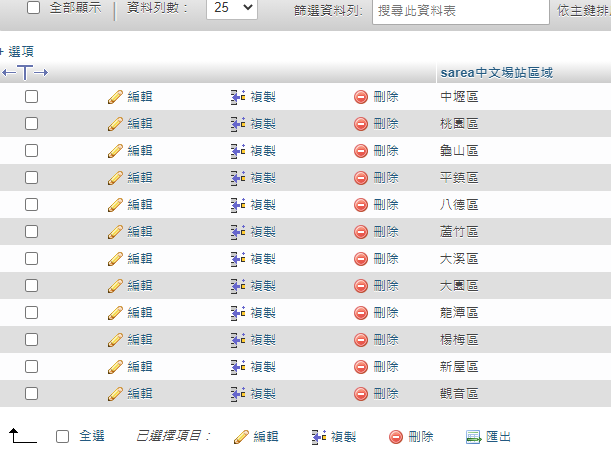 全部顯示 資料列數： 25 篩選資料列: 搜尋此資料表 依主鍵排
+ 選項
←T→ sarea中文場站區域
編輯 複製 刪除 中壢區
編輯 複製 刪除 桃園區
編輯 複製 刪除 龜山區
編輯 複製 刪除 平鎮區
編輯 複製 刪除 八德區
編輯 複製 刪除 蘆竹區
編輯 複製 刪除 大溪區
編輯 複製 刪除 大園區
編輯 複製 刪除 龍潭區
編輯 複製 刪除 楊梅區
編輯 複製 刪除 新屋區
編輯 複製 刪除 觀音區
全選 已選擇項目： 編輯 複製 刪除 匯出